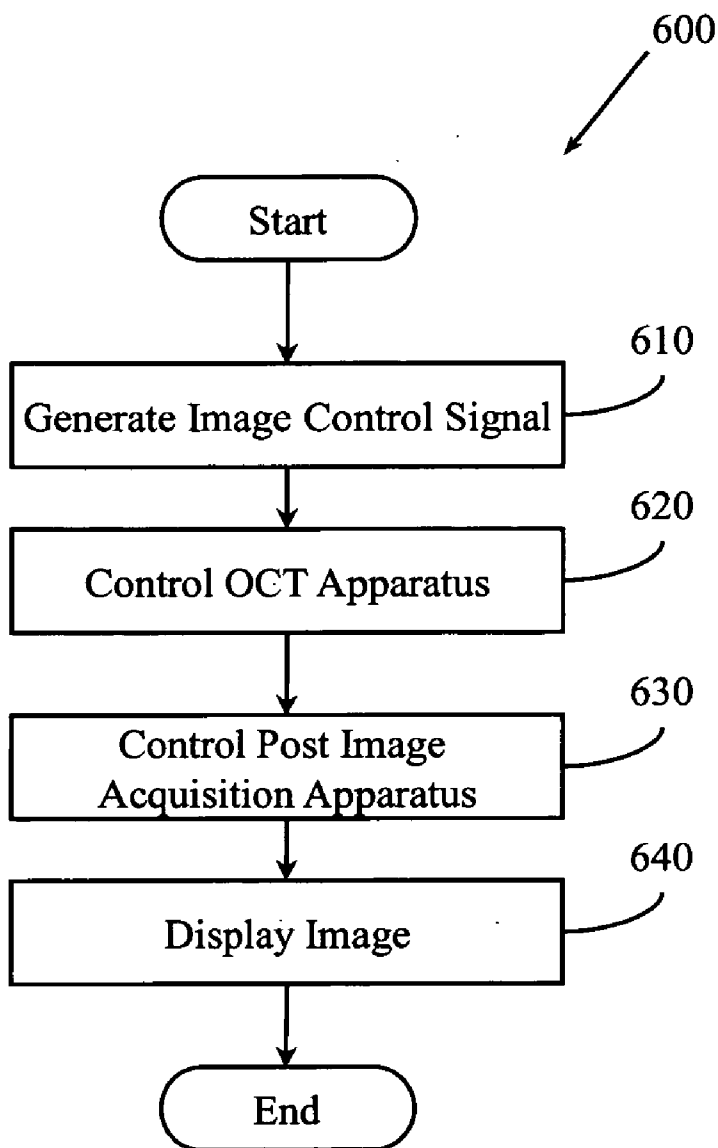 600
Start
610
Generate Image Control Signal
620
Control OCT Apparatus
630
Control Post Image
Acquisition Apparatus
640
Display Image
End